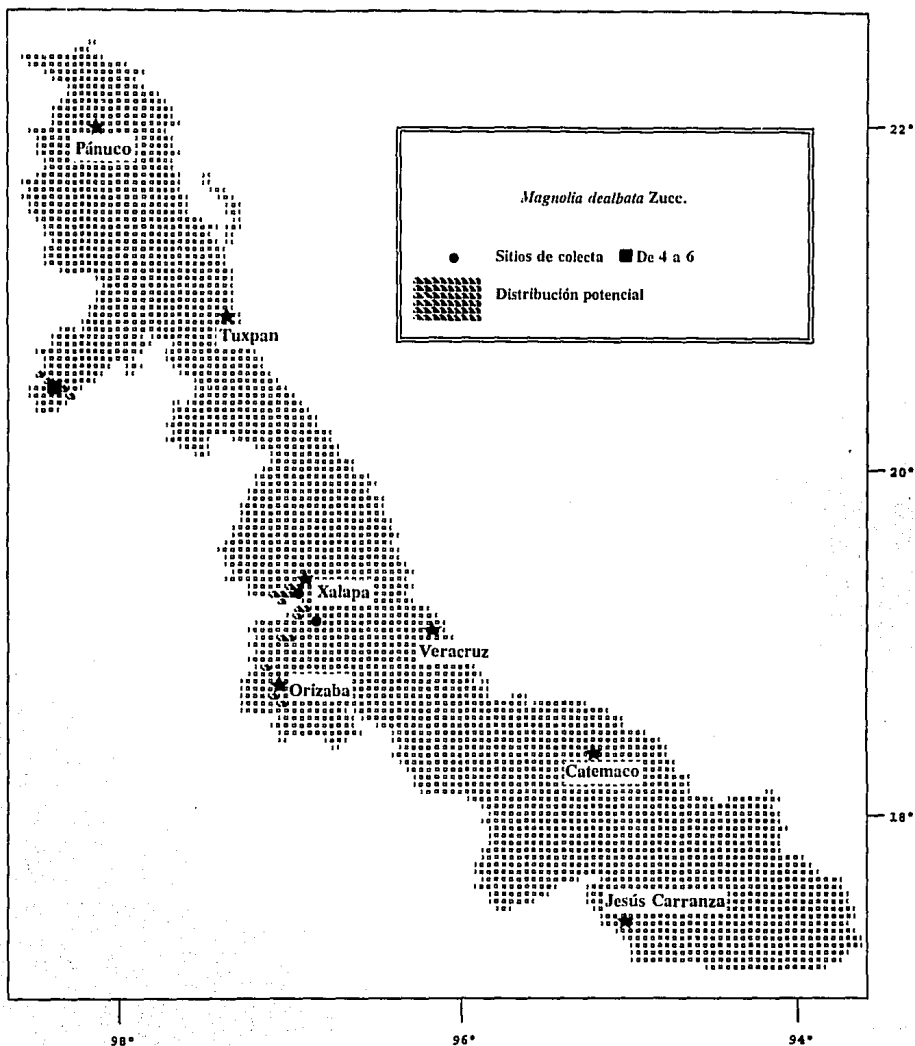 Pánuco
22°
Magnolia dealbata Zucc.
Sitios de colecta De 4 a 6
Distribución potencial
Tuxpan
20°
Xalapa
Veracruz
Orizaba
Catemaco
18°
Jesús Carranza
98° 96° 94°